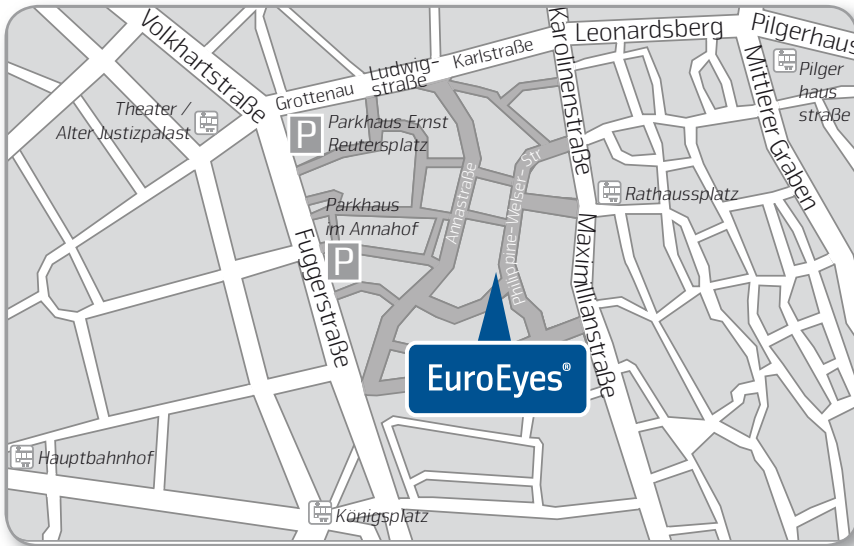 Volkhartstraße
Grottenau
Ludwig-
straße
Karlstraße
Karolinenstraße
Leonardsberg
Pilgerhaus
Mittlerer Graben
Pilger
haus
straße
Theater /
Alter Justizpalast
P
Parkhaus Ernst
Reutersplatz
Parkhaus
im Annahof
P
Annastraße
Philippine-Welser-Str
Rathaussplatz
Fuggerstraße
Maximilianstraße
EuroEyes®
Hauptbahnhof
Königsplatz